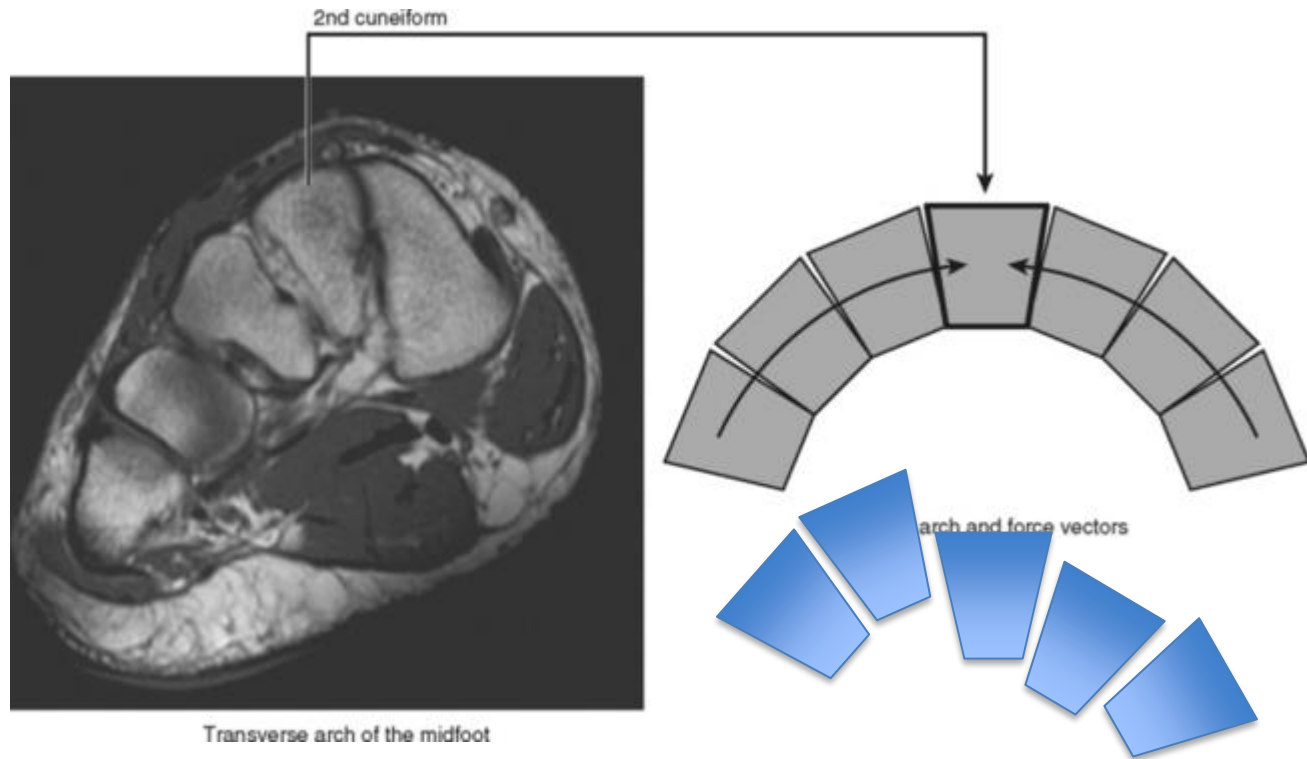 2nd cuneiform
arch and force vectors
Transverse arch of the midfoot